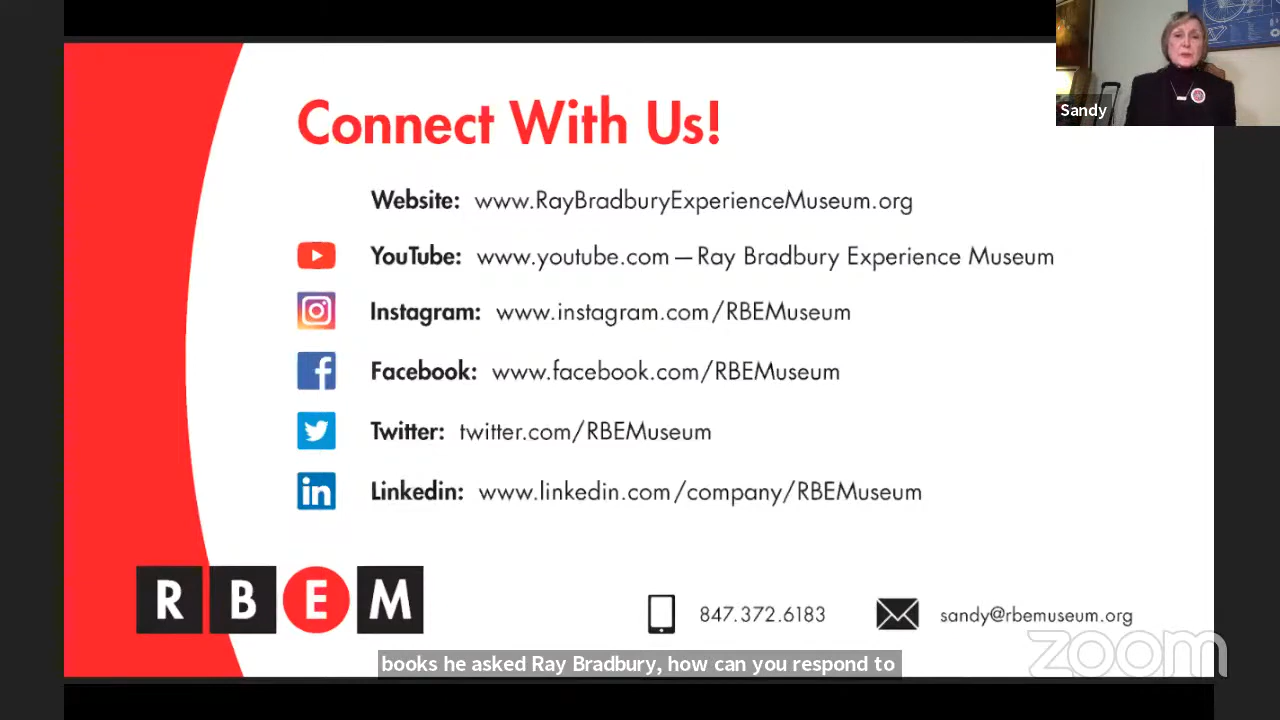 Sandy
Connect With Us!
Website: www.RayBradburyExperienceMuseum.org
YouTube: www.youtube.com — Ray Bradbury Experience Museum
Instagram: www.instagram.com/RBEMuseum
Facebook: www.facebook.com/RBEMuseum
Twitter: twitter.com/RBEMuseum
in Linkedin: www.linkedin.com/company/RBEMuseum
R B E M
847.372.6183 sandy@rbemuseum.org
zoom
books he asked Ray Bradbury, how can you respond to